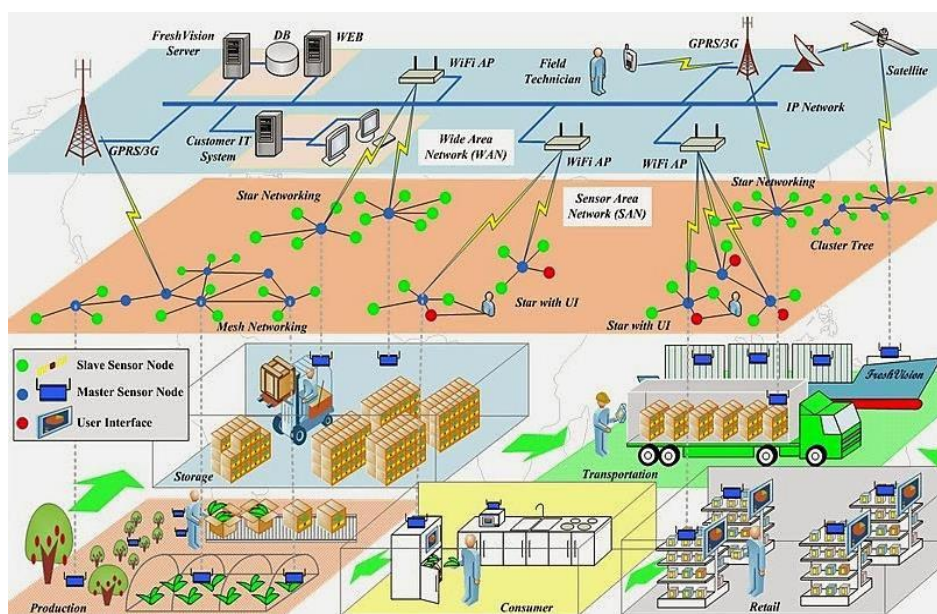 FreshVision
Server
DB
WEB
WiFi AP
Field
Technician
GPRS/3G
Satellite
IP Network
GPRS/3G
Customer IT
System
Wide Area
Network (WAN)
WiFi AP
WiFi AP
Star Networking
Sensor Area
Network (SAN)
Star Networking
Cluster Tree
Mesh Networking
Star with UI
Star with UI
Slave Sensor Node
Master Sensor Node
User Interface
FreshVision
Storage
Transportation
Production
Consumer
Retail